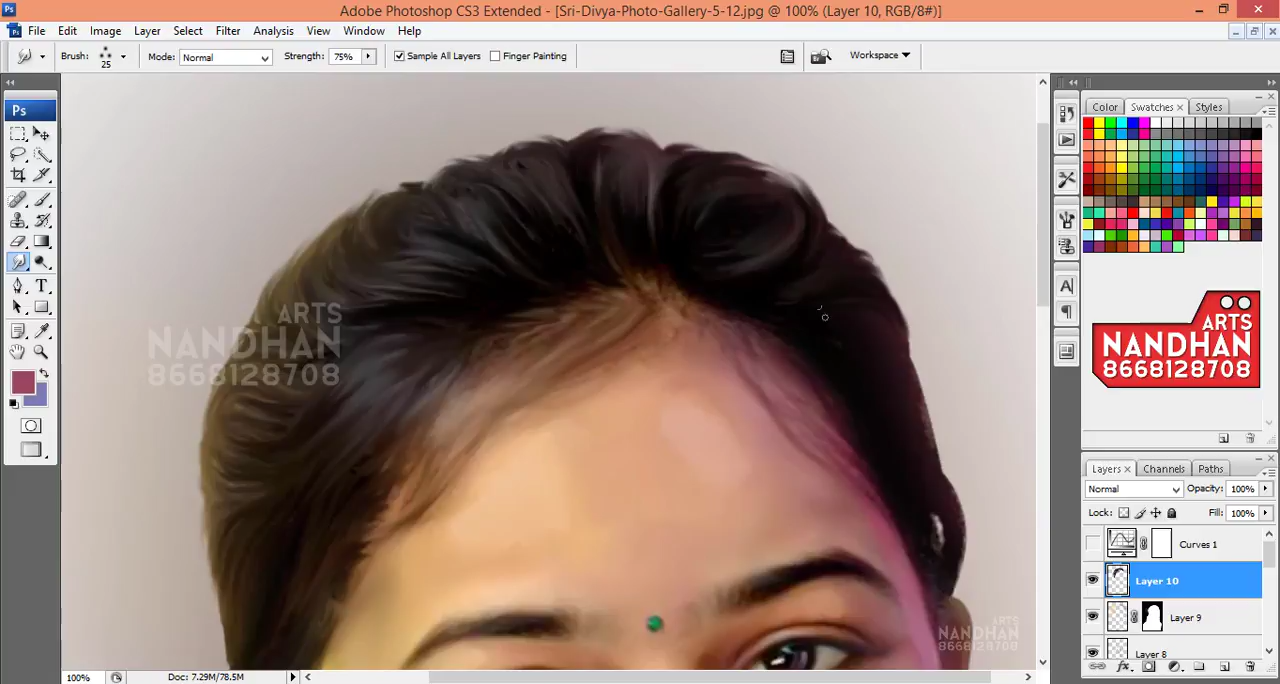 Adobe Photoshop CS3 Extended - [Sri-Divya-Photo-Gallery-5-12.jpg @ 100% (Layer 10, RGB/8#)]
File Edit Image Layer Select Filter Analysis View Window Help
Brush: 25 Mode: Normal Strength: 75% Sample All Layers Finger Painting Workspace
Ps
Color Swatches Styles
ARTS
NANDHAN
8668128708
ARTS
NANDHAN
8668128708
Layers Channels Paths
Normal Opacity: 100%
Lock: Fill: 100%
Curves 1
Layer 10
Layer 9
Layer 8
ARTS
NANDHAN
8668128708
100% Doc: 7.29M/78.5M